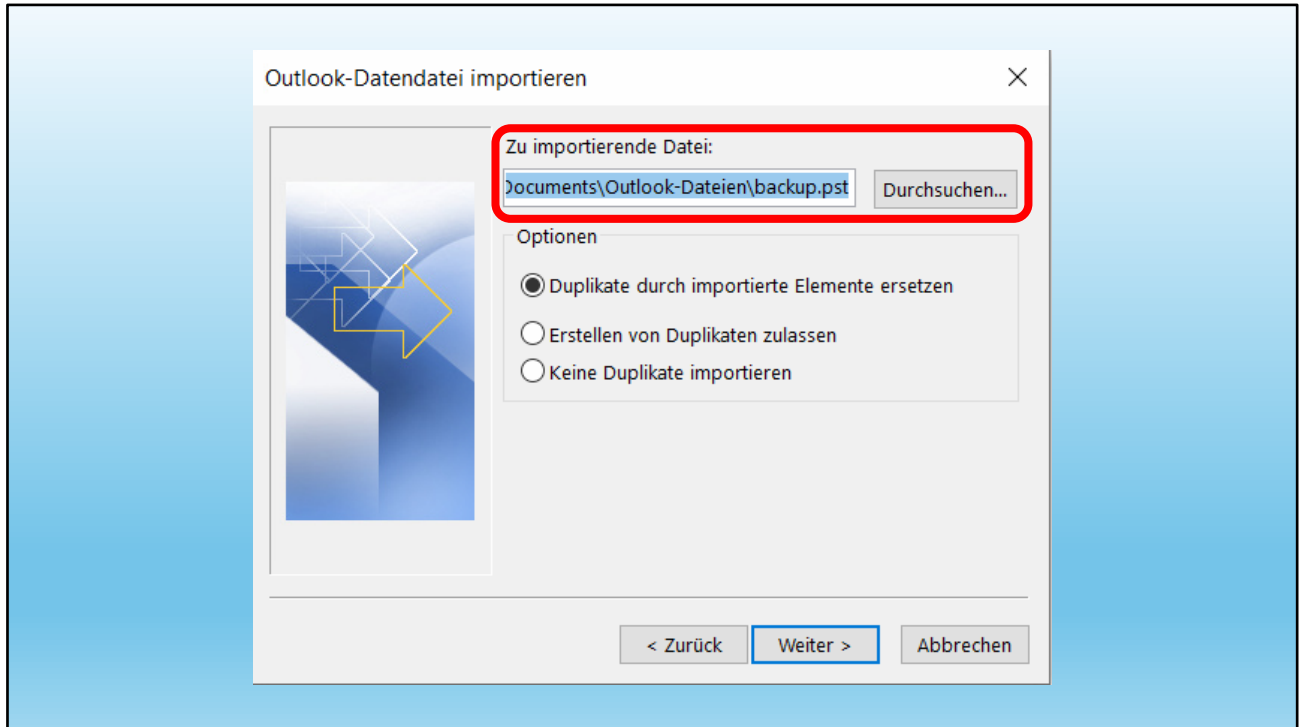 Outlook-Datendatei importieren
Zu importierende Datei:
Documents\Outlook-Dateien\backup.pst
Durchsuchen...
Optionen
Duplikate durch importierte Elemente ersetzen
Erstellen von Duplikaten zulassen
Keine Duplikate importieren
< Zurück
Weiter >
Abbrechen